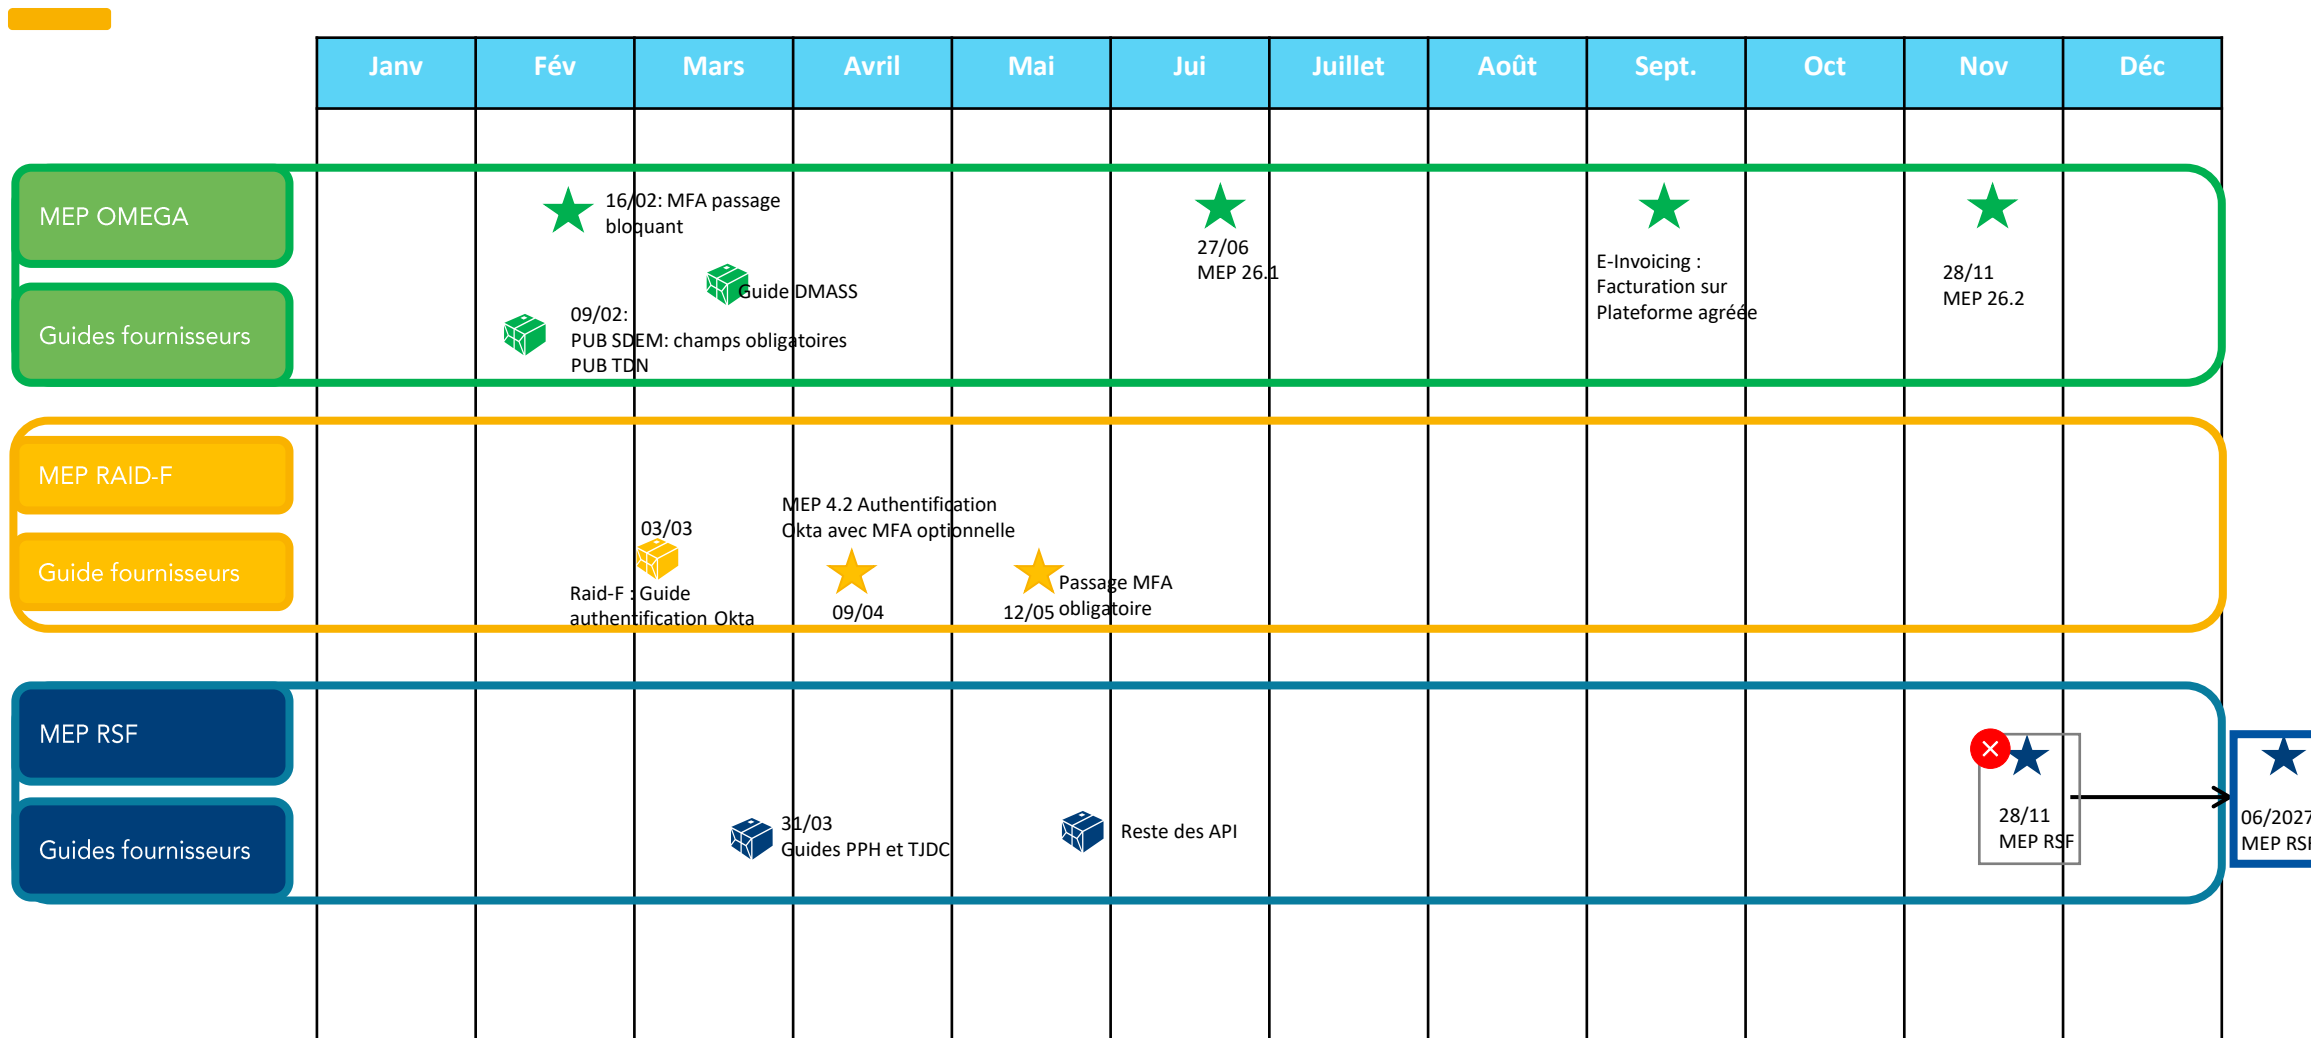 Janv Fév Mars Avril Mai Jui Juillet Août Sept. Oct Nov Déc
MEP OMEGA
16/02: MFA passage
bloquant
27/06
MEP 26.1
E-Invoicing :
Facturation sur
Plateforme agréée
28/11
MEP 26.2
Guides fournisseurs
Guide DMASS
09/02:
PUB SDEM: champs obligatoires
PUB TDN
MEP RAID-F
Guide fournisseurs
03/03
Raid-F : Guide
authentification Okta
MEP 4.2 Authentification
Okta avec MFA optionnelle
09/04
12/05
Passage MFA
obligatoire
MEP RSF
Guides fournisseurs
31/03
Guides PPH et TJDC
Reste des API
28/11
MEP RSF
06/2027
MEP RSF